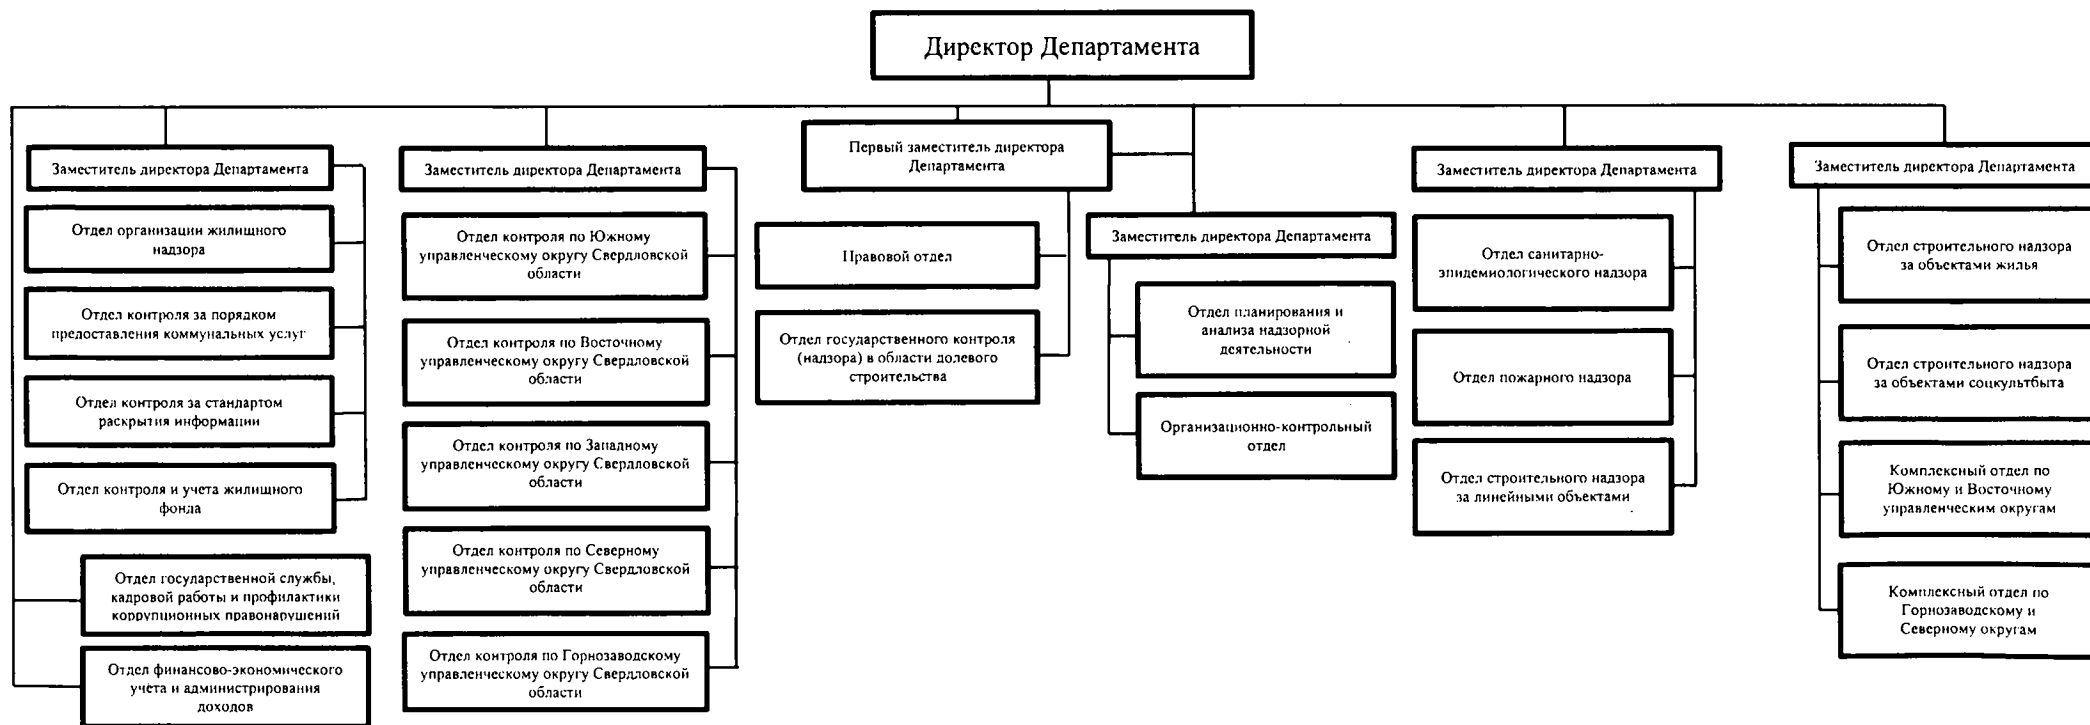 Директор Департамента
Заместитель директора Департамента
Отдел организации жилищного
надзора
Отдел контроля за порядком
предоставления коммунальных услуг
Отдел контроля за стандартом
раскрытия информации
Отдел контроля и учета жилищного
фонда
Отдел государственной службы,
кадровой работы и профилактики
коррупционных правонарушений
Отдел финансово-экономического
учёта и администрирования
доходов
Заместитель директора Департамента
Отдел контроля по Южному
управленческому округу Свердловской
области
Отдел контроля по Восточному
управленческому округу Свердловской
области
Отдел контроля по Западному
управленческому округу Свердловской
области
Отдел контроля по Северному
управленческому округу Свердловской
области
Отдел контроля по Горнозаводскому
управленческому округу Свердловской
области
Первый заместитель директора
Департамента
Правовой отдел
Отдел государственного контроля
(надзора) в области долевого
строительства
Заместитель директора Департамента
Отдел планирования и
анализа надзорной
деятельности
Организационно-контрольный
отдел
Заместитель директора Департамента
Отдел санитарно-
эпидемиологического надзора
Отдел пожарного надзора
Отдел строительного надзора
за линейными объектами
Заместитель директора Департамента
Отдел строительного надзора
за объектами жилья
Отдел строительного надзора
за объектами соцкультбыта
Комплексный отдел по
Южному и Восточному
управленческим округам
Комплексный отдел по
Горнозаводскому и
Северному округам